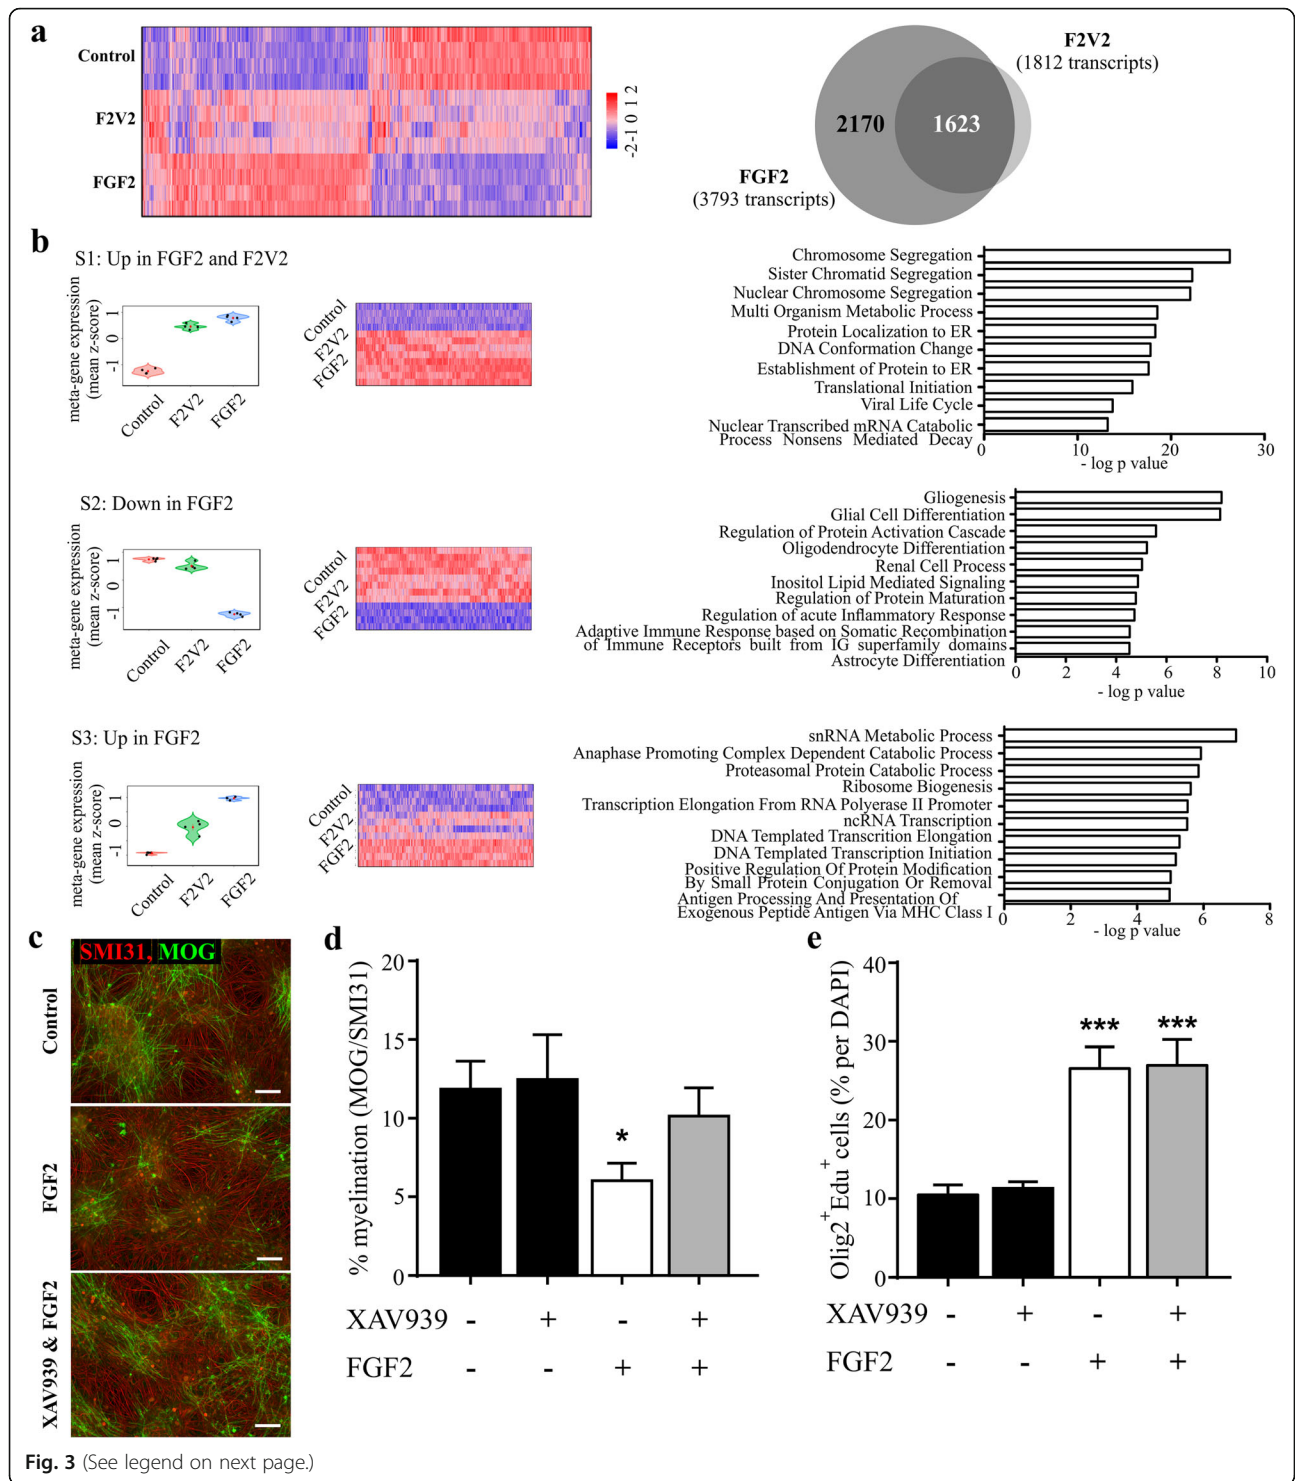 a
Control
F2V2
FGF2
-2-1 0 1 2
F2V2
(1812 transcripts)
2170
1623
FGF2
(3793 transcripts)
b
S1: Up in FGF2 and F2V2
meta-gene expression
(mean z-score)
-1 0 1
Control
F2V2
FGF2
Control
F2V2
FGF2
Chromosome Segregation
Sister Chromatid Segregation
Nuclear Chromosome Segregation
Multi Organism Metabolic Process
Protein Localization to ER
DNA Conformation Change
Establishment of Protein to ER
Translational Initiation
Viral Life Cycle
Nuclear Transcribed mRNA Catabolic
Process Nonsens Mediated Decay
0 10 20 30
- log p value
S2: Down in FGF2
meta-gene expression
(mean z-score)
-1 0 1
Control
F2V2
FGF2
Control
F2V2
FGF2
Gliogenesis
Glial Cell Differentiation
Regulation of Protein Activation Cascade
Oligodendrocyte Differentiation
Renal Cell Process
Inositol Lipid Mediated Signaling
Regulation of Protein Maturation
Regulation of acute Inflammatory Response
Adaptive Immune Response based on Somatic Recombination
of Immune Receptors built from IG superfamily domains
Astrocyte Differentiation
0 2 4 6 8 10
- log p value
S3: Up in FGF2
meta-gene expression
(mean z-score)
-1 0 1
Control
F2V2
FGF2
Control
F2V2
FGF2
snRNA Metabolic Process
Anaphase Promoting Complex Dependent Catabolic Process
Proteasomal Protein Catabolic Process
Ribosome Biogenesis
Transcription Elongation From RNA Polyerase II Promoter
ncRNA Transcription
DNA Templated Transcrition Elongation
DNA Templated Transcription Initiation
Positive Regulation Of Protein Modification
By Small Protein Conjugation Or Removal
Antigen Processing And Presentation Of
Exogenous Peptide Antigen Via MHC Class I
0 2 4 6 8
- log p value
c
SMI31, MOG
Control
FGF2
XAV939 & FGF2
d
% myelination (MOG/SMI31)
20
15
10
5
0
*
XAV939 - + - +
FGF2 - - + +
e
Olig2+Edu+cells (% per DAPI)
40
30
20
10
0
*** ***
XAV939 - + - +
FGF2 - - + +
Fig. 3 (See legend on next page.)